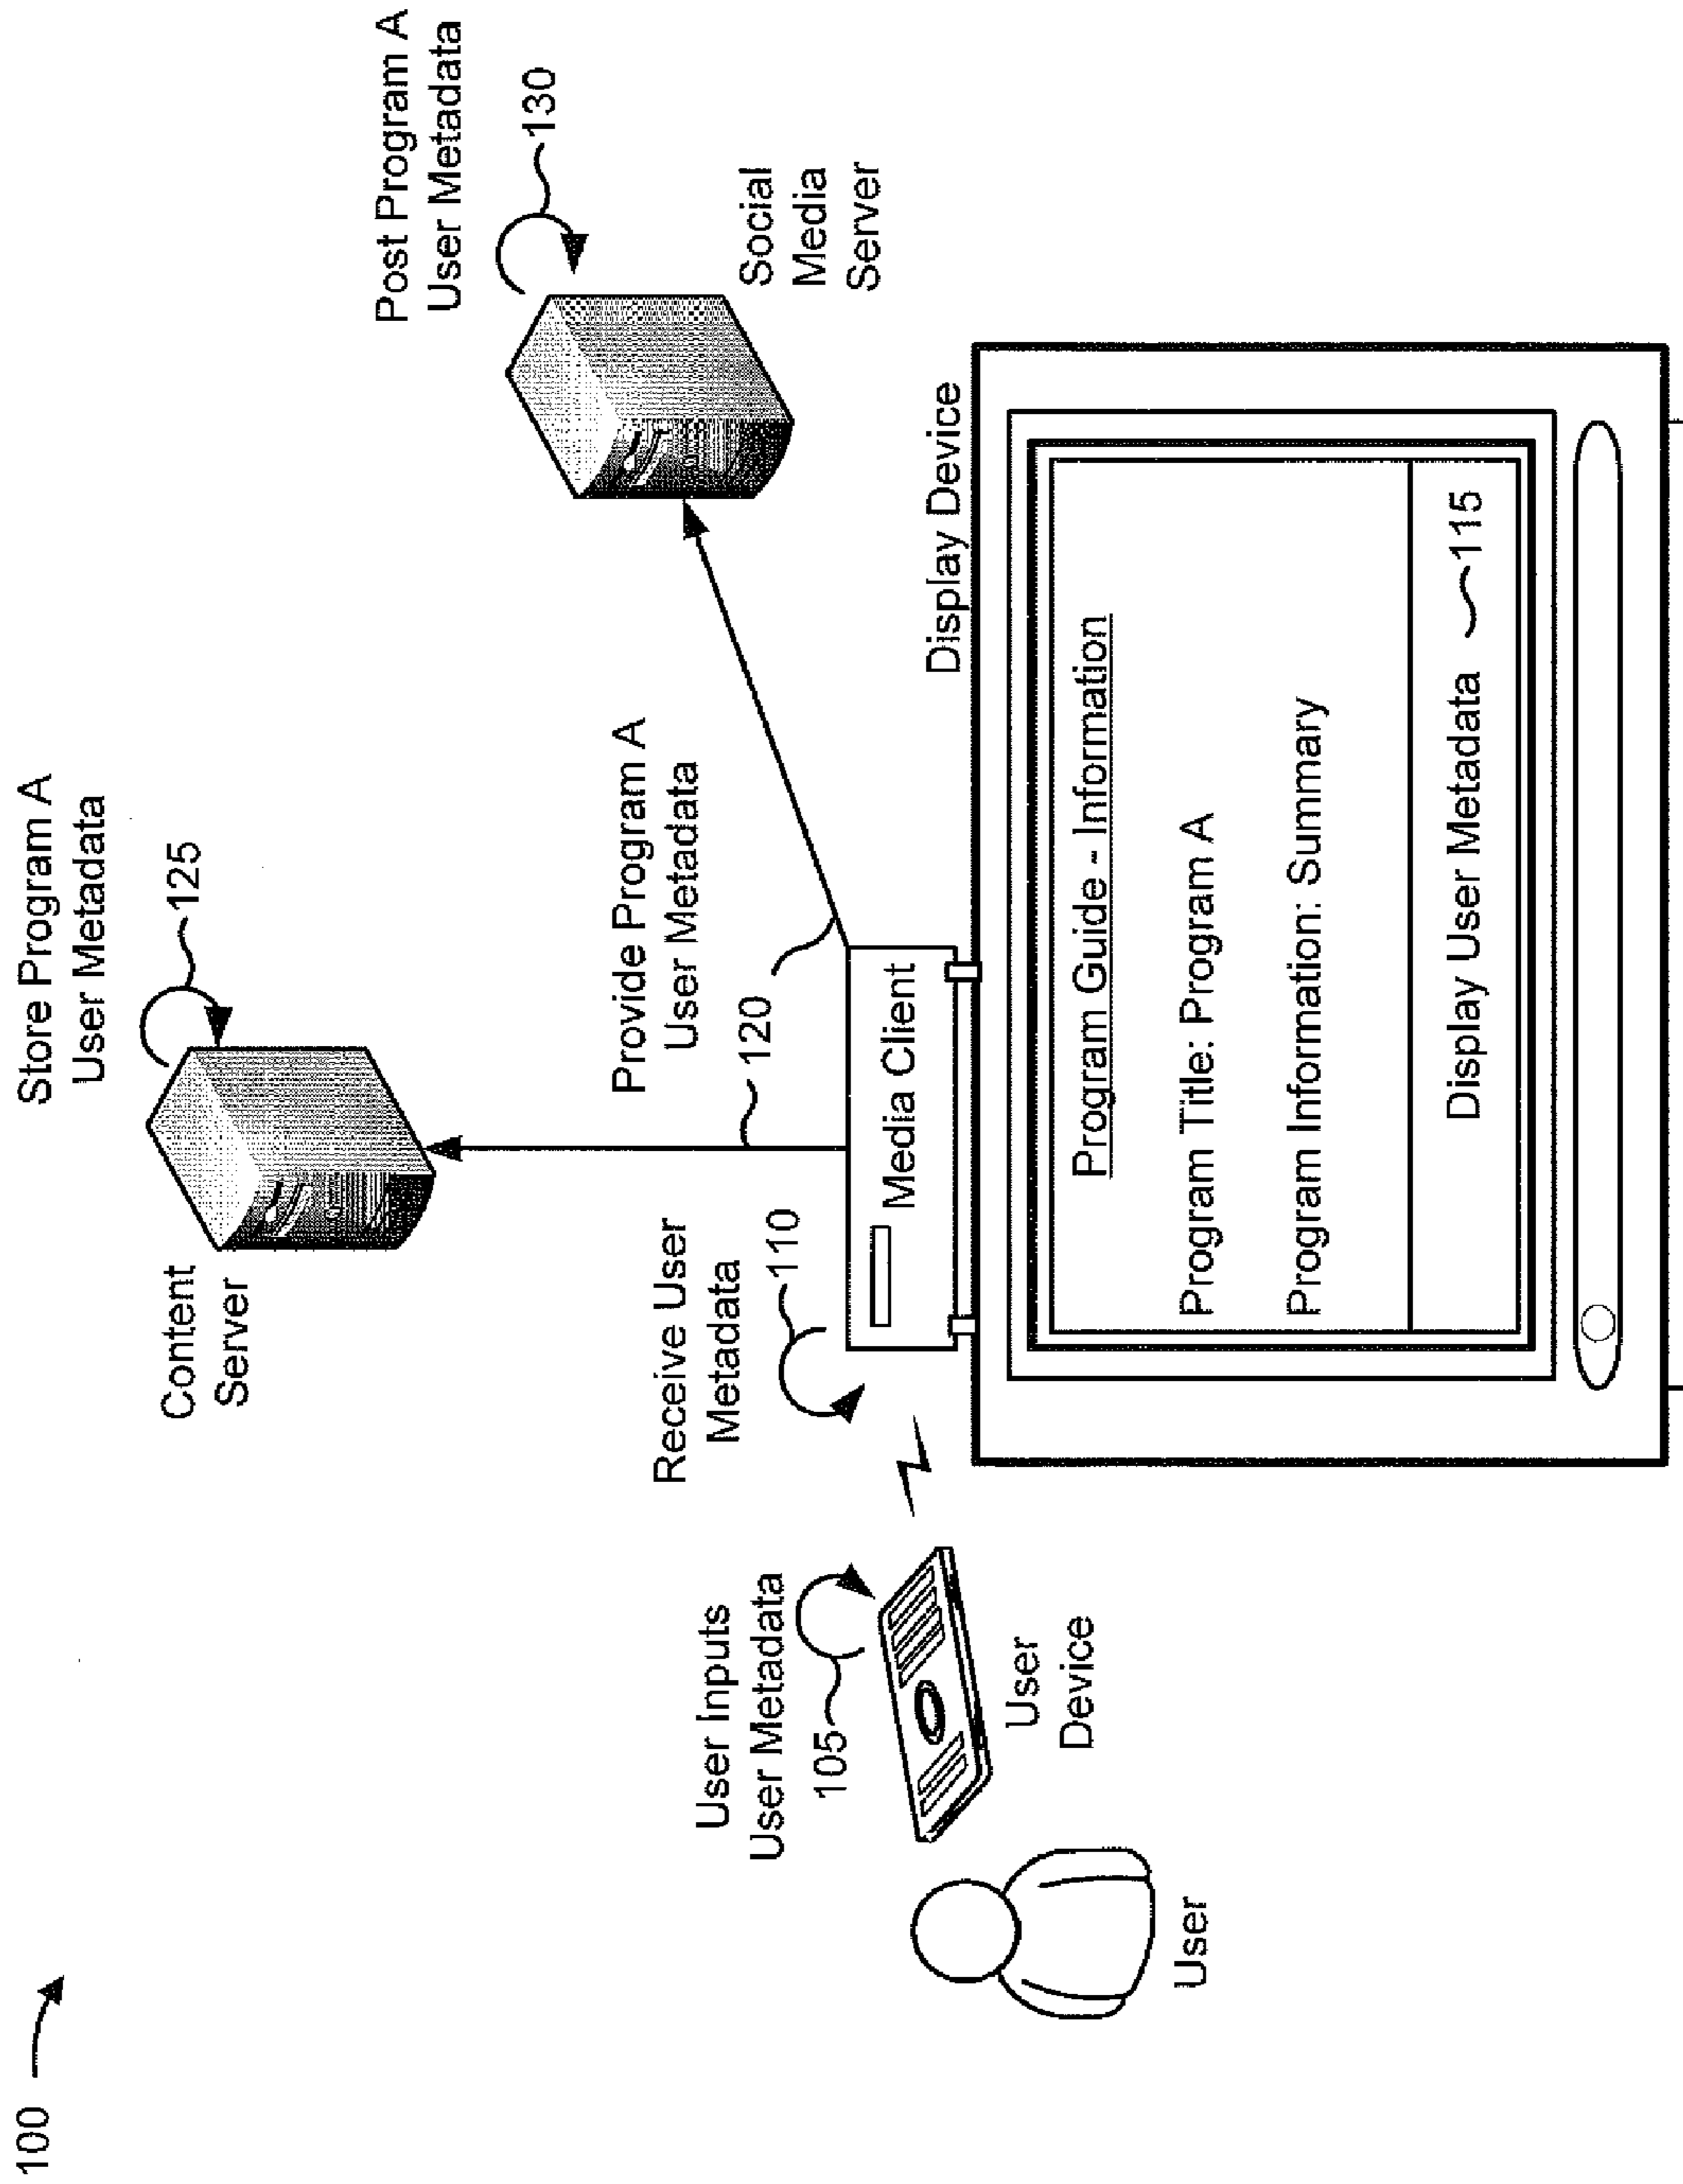 100
Store Program A
User Metadata
125
Content
Server
Post Program A
User Metadata
130
Social
Media
Server
Provide Program A
User Metadata
120
Receive User
Metadata
110
User Inputs
User Metadata
105
User
Device
User
Media Client
Display Device
Program Guide - Information
Program Title: Program A
Program Information: Summary
Display User Metadata
115